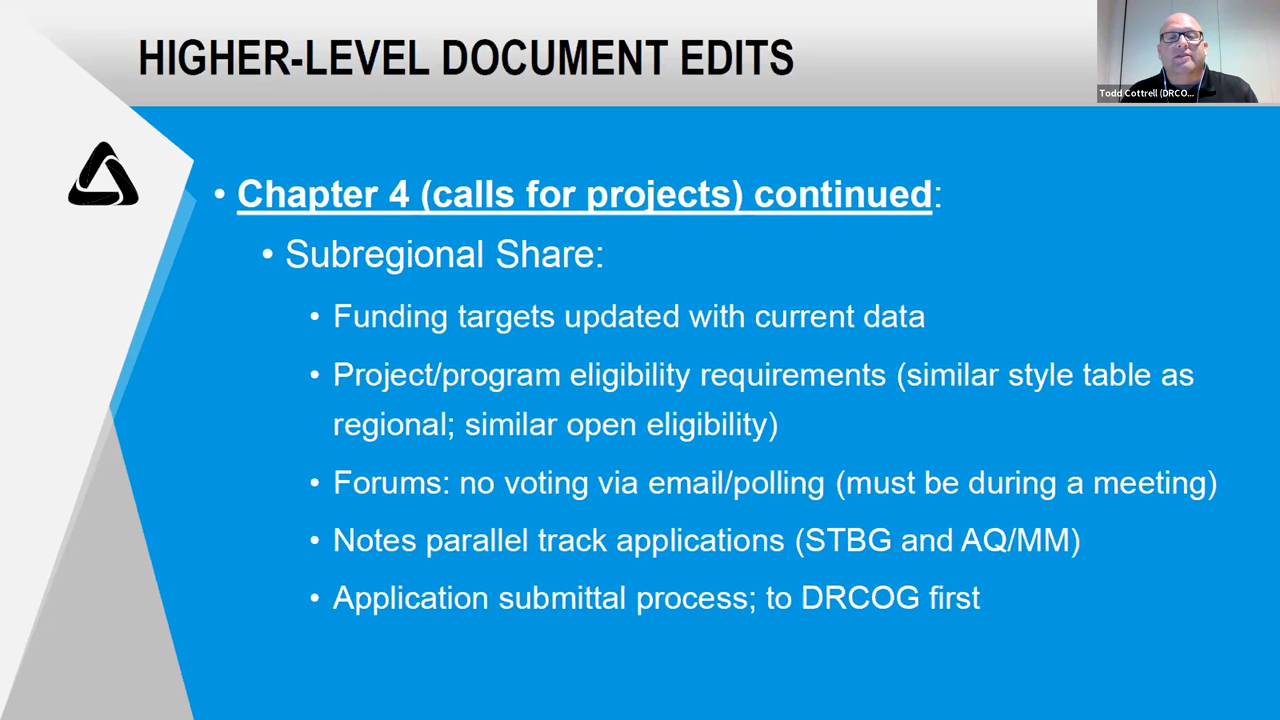 HIGHER-LEVEL DOCUMENT EDITS
Todd Cottrell (DRCO...
• Chapter 4 (calls for projects) continued:
• Subregional Share:
• Funding targets updated with current data
• Project/program eligibility requirements (similar style table as
regional; similar open eligibility)
• Forums: no voting via email/polling (must be during a meeting)
• Notes parallel track applications (STBG and AQ/MM)
• Application submittal process; to DRCOG first